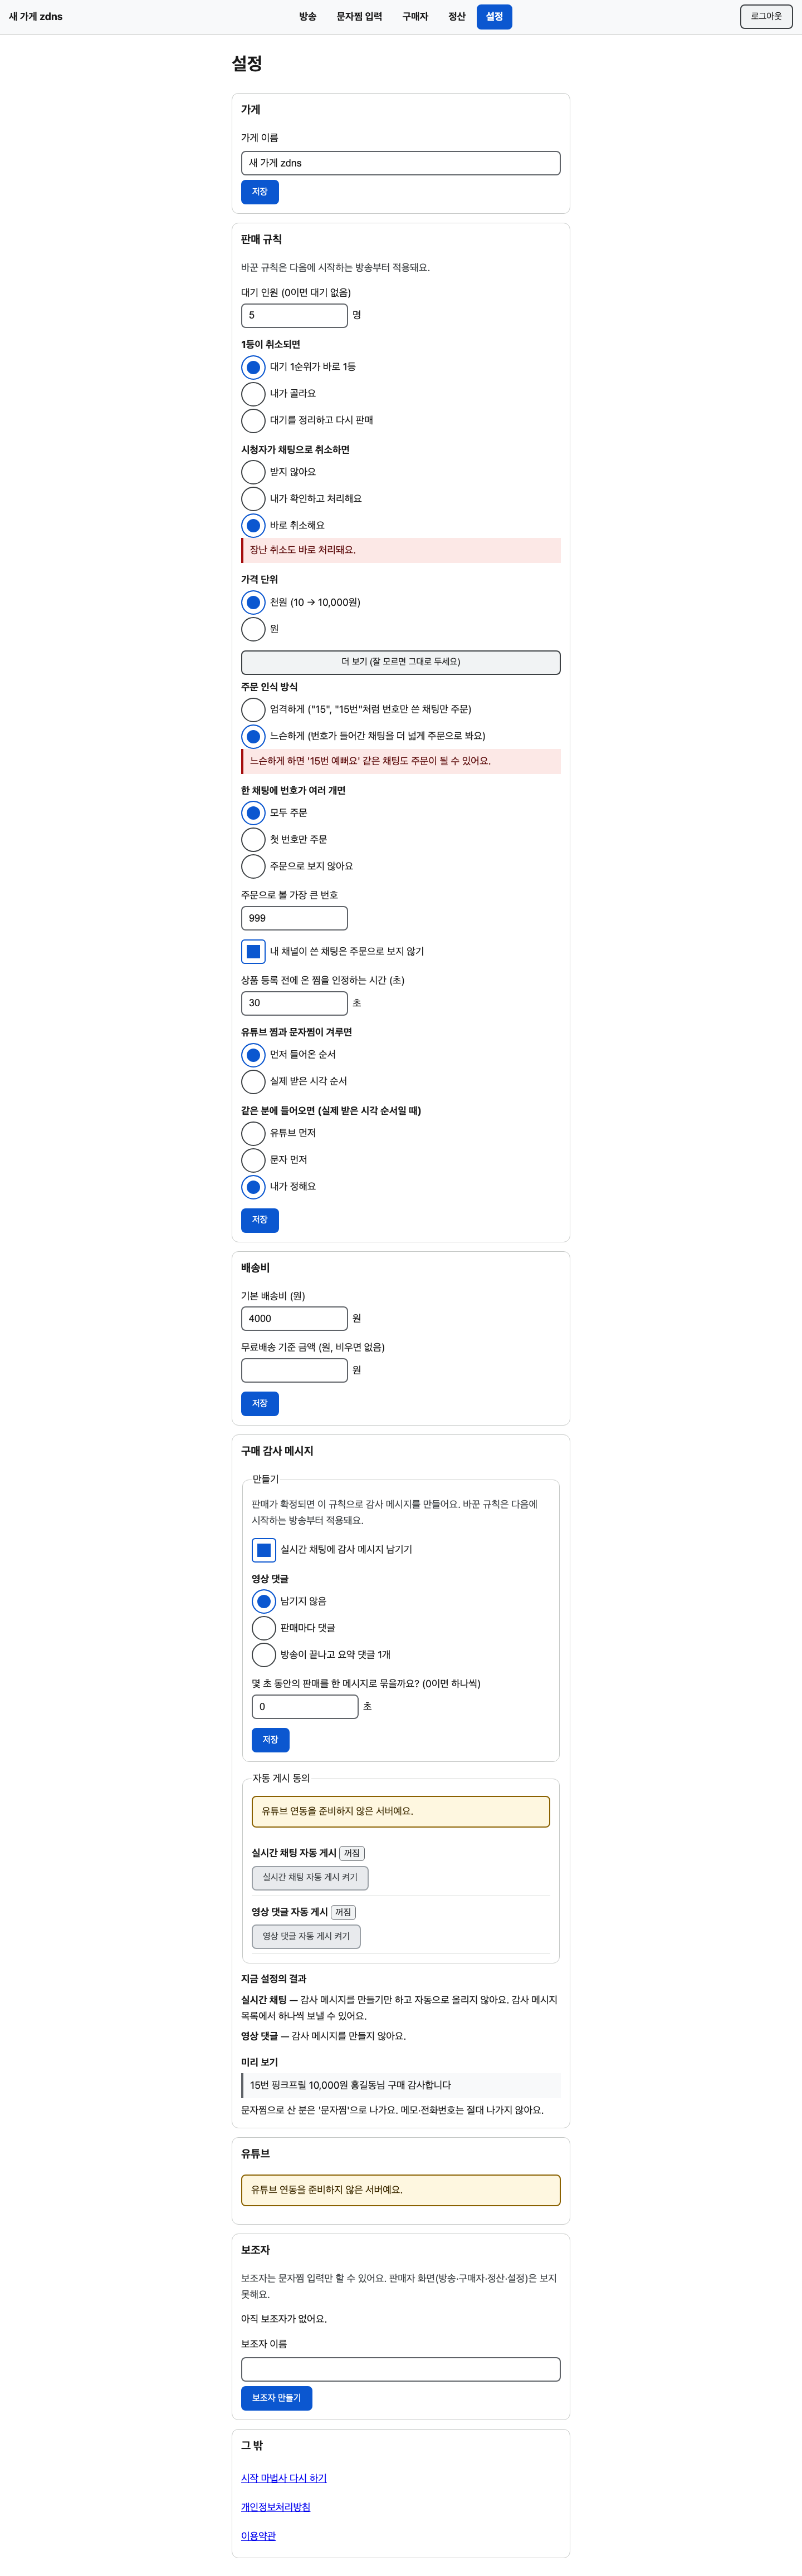 새 가게 zdns
방송
문자찜 입력
구매자
정산
설정
로그아웃
설정
가게
가게 이름
새 가게 zdns
저장
판매 규칙
바꾼 규칙은 다음에 시작하는 방송부터 적용돼요.
대기 인원 (0이면 대기 없음)
5 명
1등이 취소되면
대기 1순위가 바로 1등
내가 골라요
대기를 정리하고 다시 판매
시청자가 채팅으로 취소하면
받지 않아요
내가 확인하고 처리해요
바로 취소해요
장난 취소도 바로 처리돼요.
가격 단위
천원 (10 → 10,000원)
원
더 보기 (잘 모르면 그대로 두세요)
주문 인식 방식
엄격하게 ("15", "15번"처럼 번호만 쓴 채팅만 주문)
느슨하게 (번호가 들어간 채팅을 더 넓게 주문으로 봐요)
느슨하게 하면 '15번 예뻐요' 같은 채팅도 주문이 될 수 있어요.
한 채팅에 번호가 여러 개면
모두 주문
첫 번호만 주문
주문으로 보지 않아요
주문으로 볼 가장 큰 번호
999
내 채널이 쓴 채팅은 주문으로 보지 않기
상품 등록 전에 온 찜을 인정하는 시간 (초)
30 초
유튜브 찜과 문자찜이 겨루면
먼저 들어온 순서
실제 받은 시각 순서
같은 분에 들어오면 (실제 받은 시각 순서일 때)
유튜브 먼저
문자 먼저
내가 정해요
저장
배송비
기본 배송비 (원)
4000 원
무료배송 기준 금액 (원, 비우면 없음)
원
저장
구매 감사 메시지
만들기
판매가 확정되면 이 규칙으로 감사 메시지를 만들어요. 바꾼 규칙은 다음에
시작하는 방송부터 적용돼요.
실시간 채팅에 감사 메시지 남기기
영상 댓글
남기지 않음
판매마다 댓글
방송이 끝나고 요약 댓글 1개
몇 초 동안의 판매를 한 메시지로 묶을까요? (0이면 하나씩)
0 초
저장
자동 게시 동의
유튜브 연동을 준비하지 않은 서버예요.
실시간 채팅 자동 게시 꺼짐
실시간 채팅 자동 게시 켜기
영상 댓글 자동 게시 꺼짐
영상 댓글 자동 게시 켜기
지금 설정의 결과
실시간 채팅 — 감사 메시지를 만들기만 하고 자동으로 올리지 않아요. 감사 메시지
목록에서 하나씩 보낼 수 있어요.
영상 댓글 — 감사 메시지를 만들지 않아요.
미리 보기
15번 핑크프릴 10,000원 홍길동님 구매 감사합니다
문자찜으로 산 분은 '문자찜'으로 나가요. 메모·전화번호는 절대 나가지 않아요.
유튜브
유튜브 연동을 준비하지 않은 서버예요.
보조자
보조자는 문자찜 입력만 할 수 있어요. 판매자 화면(방송·구매자·정산·설정)은 보지
못해요.
아직 보조자가 없어요.
보조자 이름
보조자 만들기
그 밖
시작 마법사 다시 하기
개인정보처리방침
이용약관